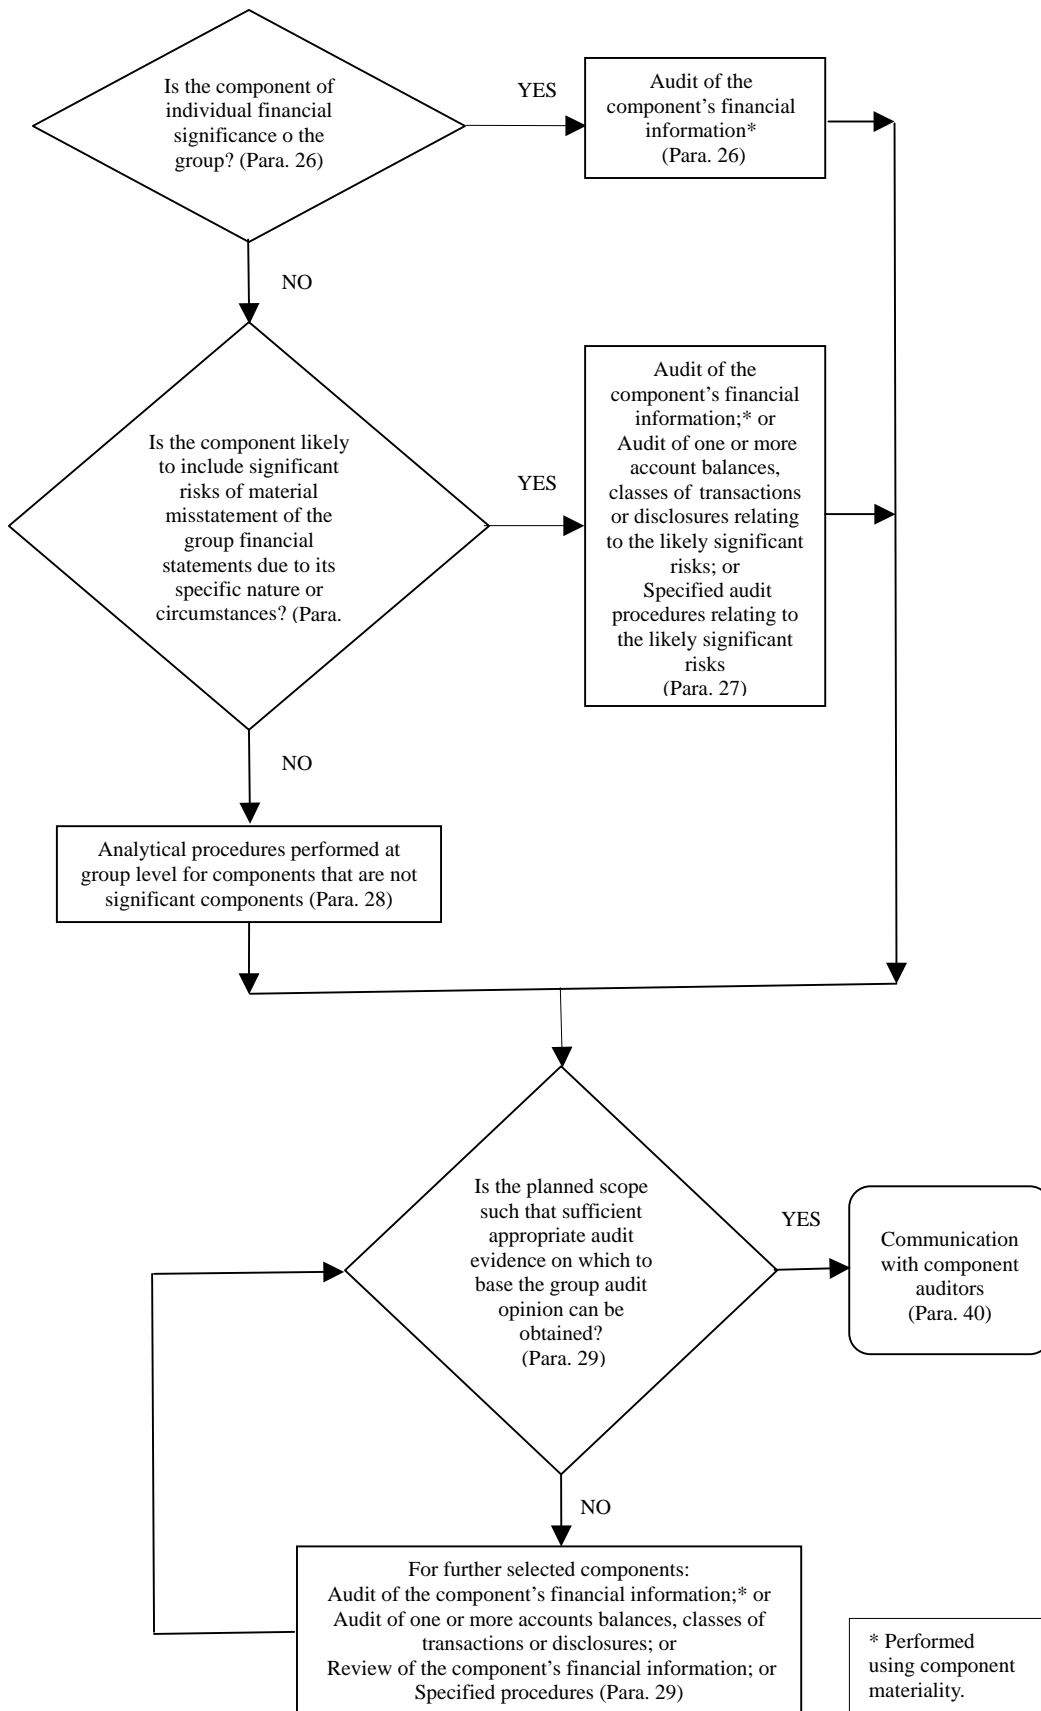 Is the component of
individual financial
significance o the
group? (Para. 26)
YES
Audit of the
component’s financial
information*
(Para. 26)
NO
Is the component likely
to include significant
risks of material
misstatement of the
group financial
statements due to its
specific nature or
circumstances? (Para.
YES
Audit of the
component’s financial
information;* or
Audit of one or more
account balances,
classes of transactions
or disclosures relating
to the likely significant
risks; or
Specified audit
procedures relating to
the likely significant
risks
(Para. 27)
NO
Analytical procedures performed at
group level for components that are not
significant components (Para. 28)
Is the planned scope
such that sufficient
appropriate audit
evidence on which to
base the group audit
opinion can be
obtained?
(Para. 29)
YES
Communication
with component
auditors
(Para. 40)
NO
For further selected components:
Audit of the component’s financial information;* or
Audit of one or more accounts balances, classes of
transactions or disclosures; or
Review of the component’s financial information; or
Specified procedures (Para. 29)
* Performed
using component
materiality.